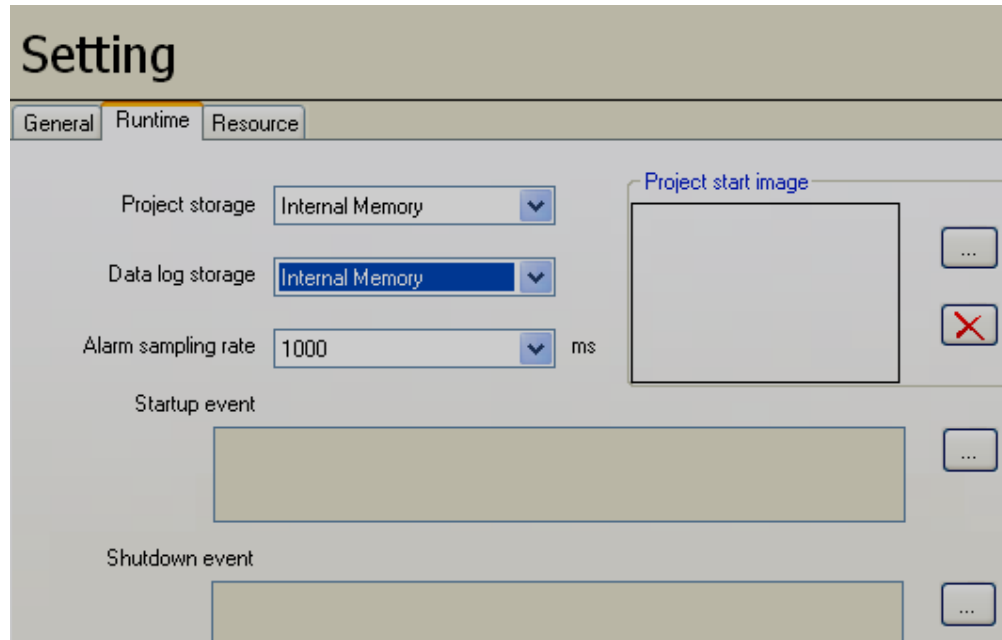 Setting
General Runtime Resource
Project storage Internal Memory
Project start image
...
Data log storage Internal Memory
Alarm sampling rate 1000 ms
Startup event
...
Shutdown event
...